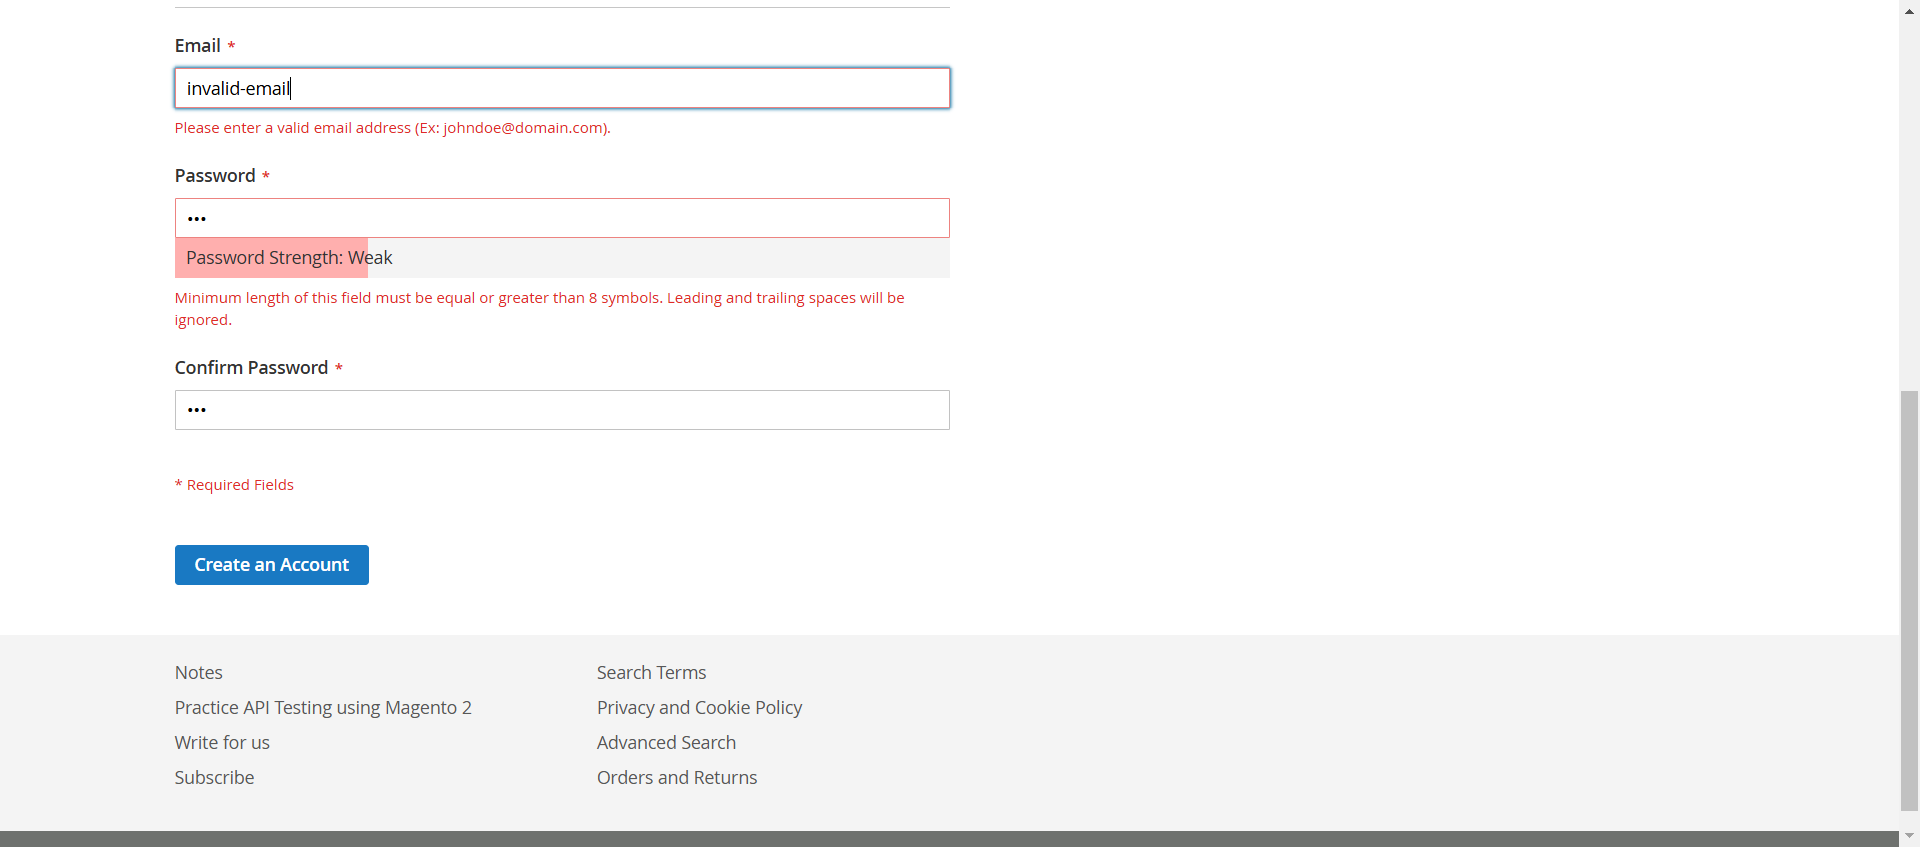 Email *
invalid-email
Please enter a valid email address (Ex: johndoe@domain.com).
Password *
•••
Password Strength: Weak
Minimum length of this field must be equal or greater than 8 symbols. Leading and trailing spaces will be
ignored.
Confirm Password *
•••
* Required Fields
Create an Account
Notes
Practice API Testing using Magento 2
Write for us
Subscribe
Search Terms
Privacy and Cookie Policy
Advanced Search
Orders and Returns